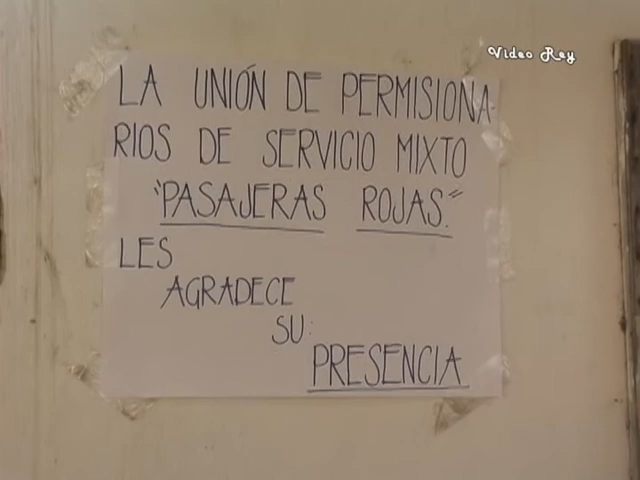 Video Rey
LA UNIÓN DE PERMISIONA-
RIOS DE SERVICIO MIXTO
"PASAJERAS ROJAS."
LES
AGRADECE
SU:
PRESENCIA